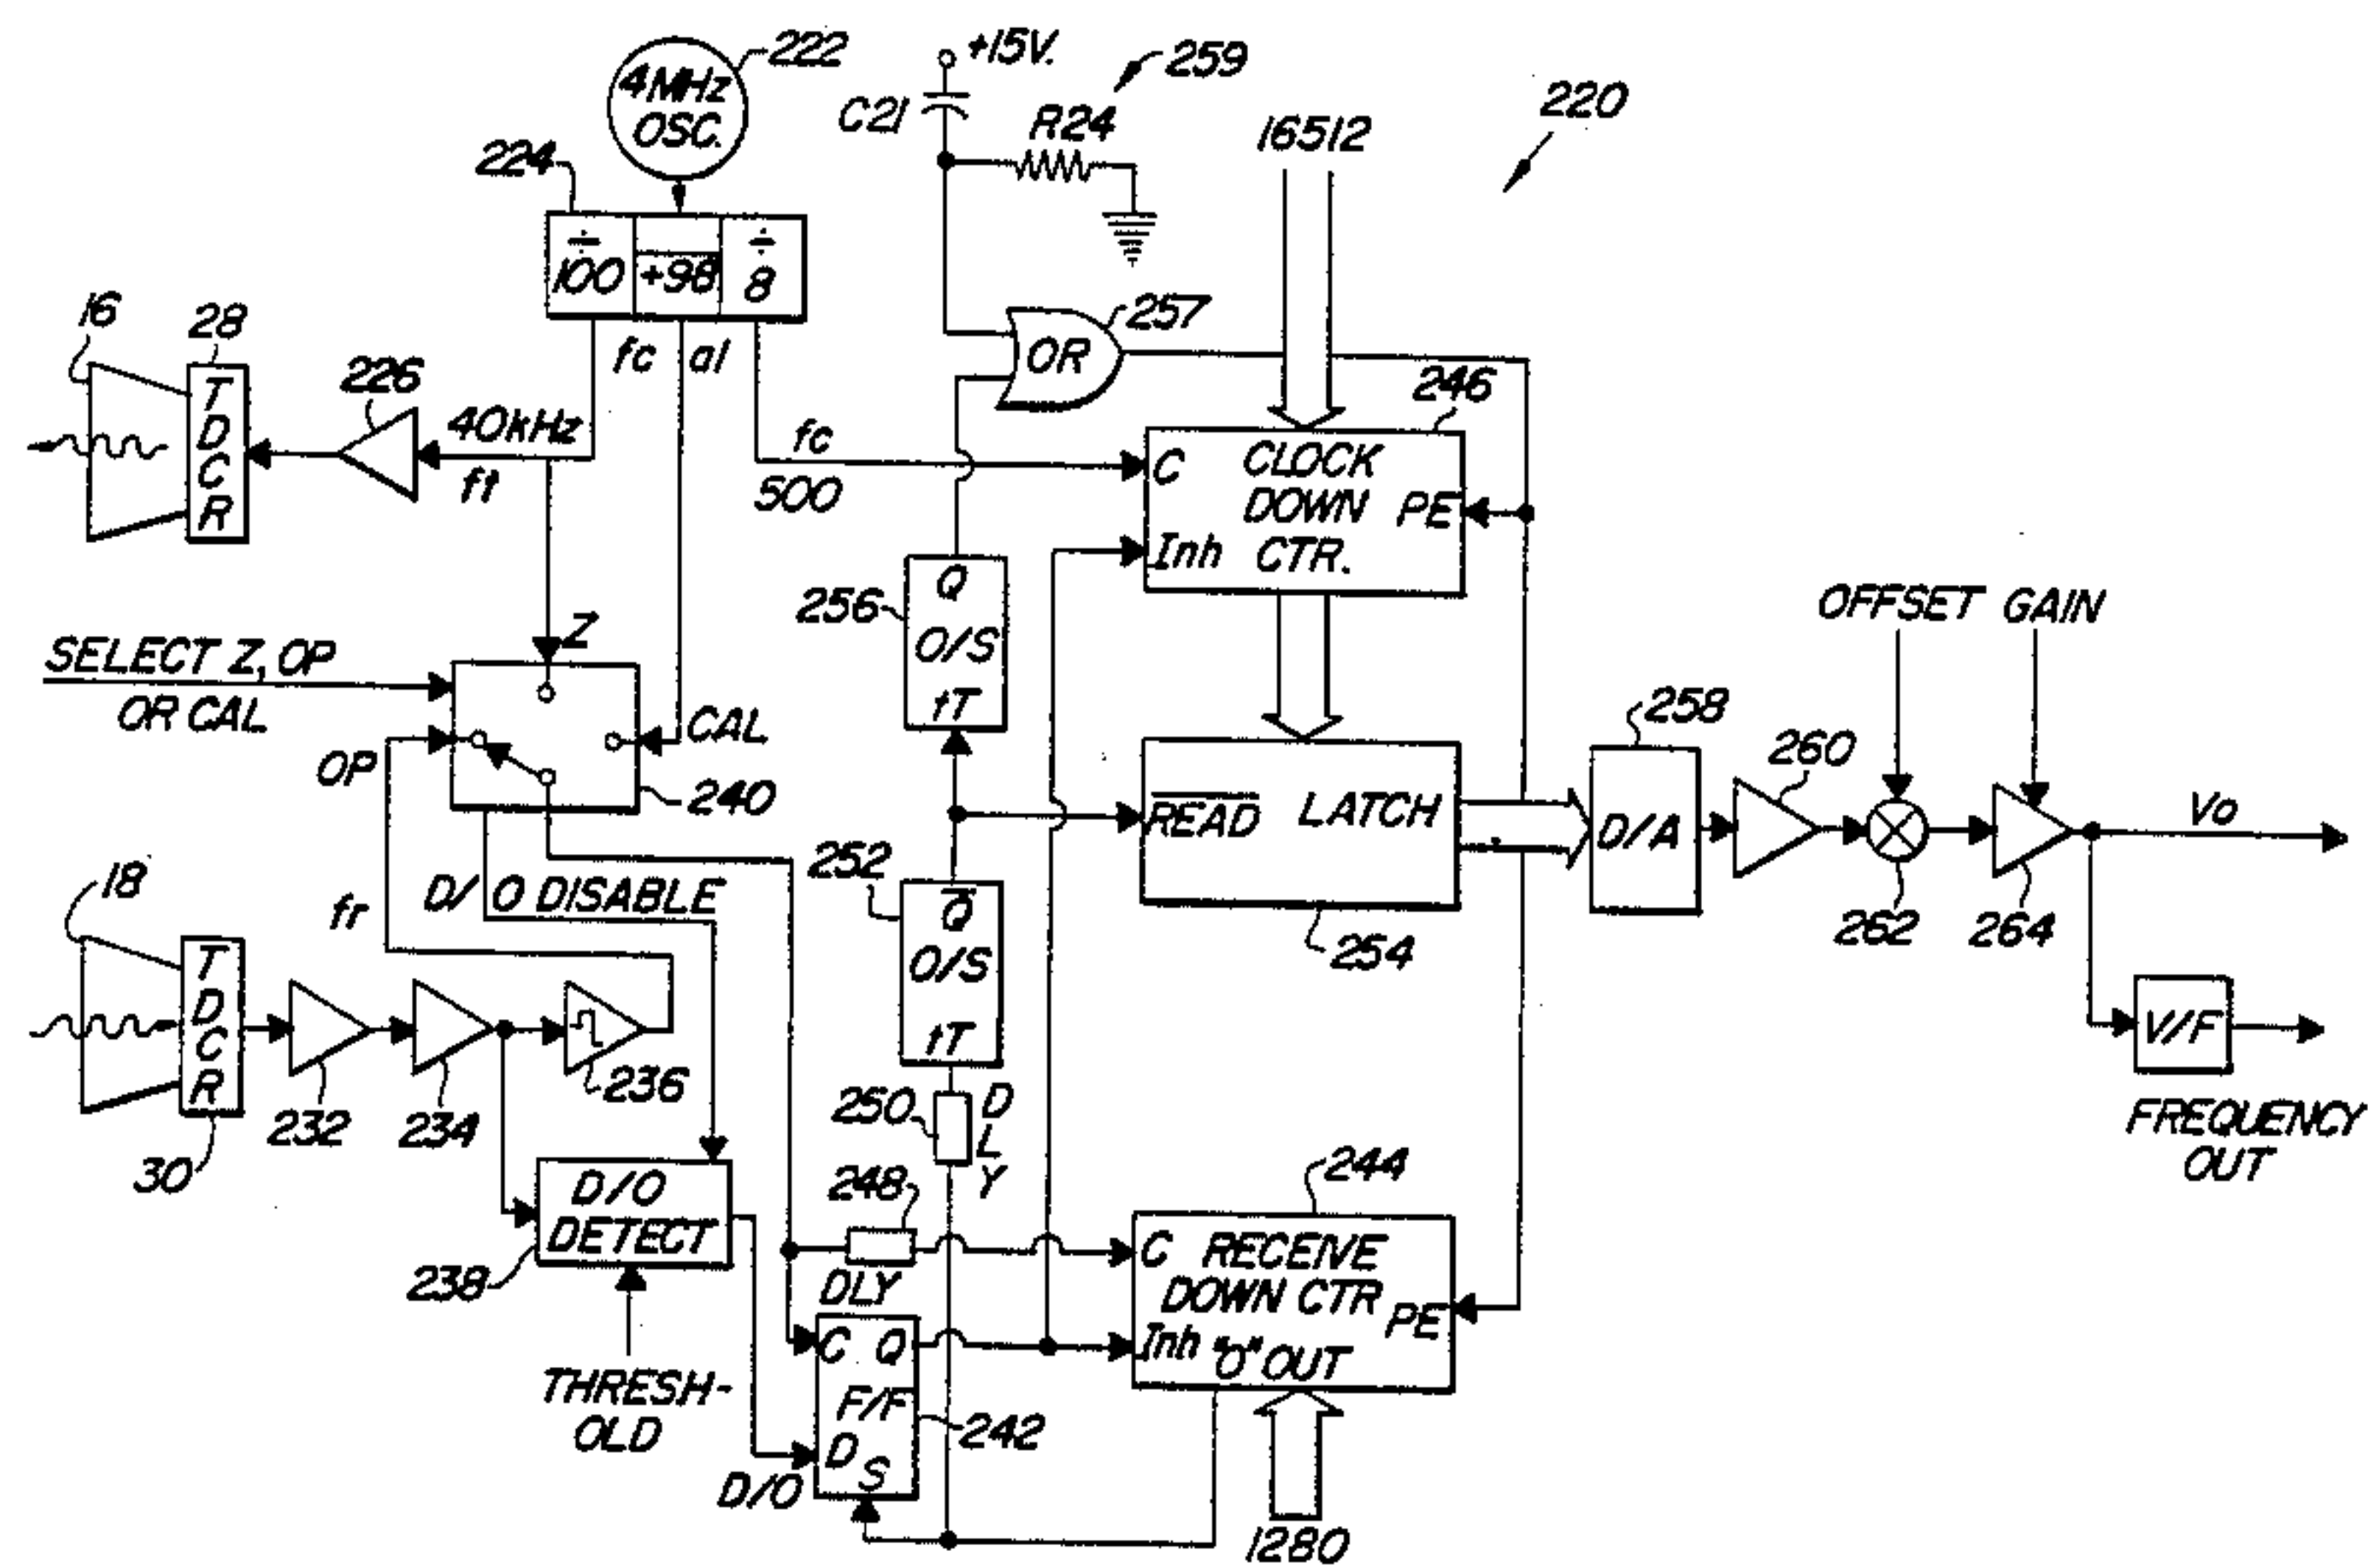 222
4MHz
OSC.
224
÷
100
+98
÷
8
+15V.
C21
R24
259
16512
220
16
28
TDCR
226
40kHz
ft
fc
al
fc
500
OR
257
246
C
CLOCK
DOWN
CTR.
PE
Inh
Z
SELECT Z, OP
OR CAL
OP
CAL
240
256
Q
O/S
tT
OFFSET
GAIN
258
260
READ
LATCH
D/A
Vo
252
254
262
264
18
fr
D/O DISABLE
Q
O/S
tT
TDCR
30
232
234
236
250
DLY
V/F
FREQUENCY
OUT
D/O
DETECT
238
THRESH-
OLD
248
DLY
244
C
RECEIVE
DOWN CTR
PE
Inh
"0" OUT
C
Q
F/F
D
S
242
D/O
1280